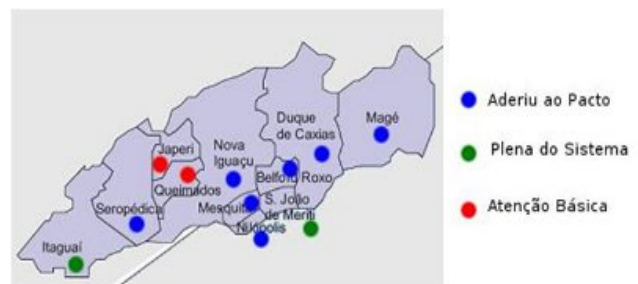 Duque
de Caxias
Magé
Japeri
Nova
Iguaçu
Belford Roxo
Queimados
Mesquita
S. João
de Meriti
Seropédica
Nilópolis
Itaguaí
Aderiu ao Pacto
Plena do Sistema
Atenção Básica